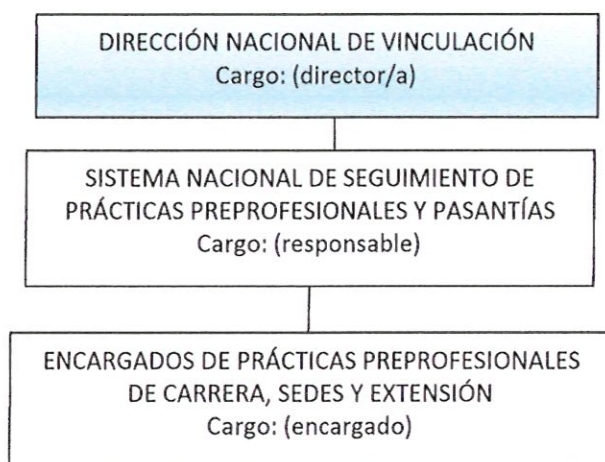 DIRECCIÓN NACIONAL DE VINCULACIÓN
Cargo: (director/a)
SISTEMA NACIONAL DE SEGUIMIENTO DE
PRÁCTICAS PREPROFESIONALES Y PASANTÍAS
Cargo: (responsable)
ENCARGADOS DE PRÁCTICAS PREPROFESIONALES
DE CARRERA, SEDES Y EXTENSIÓN
Cargo: (encargado)